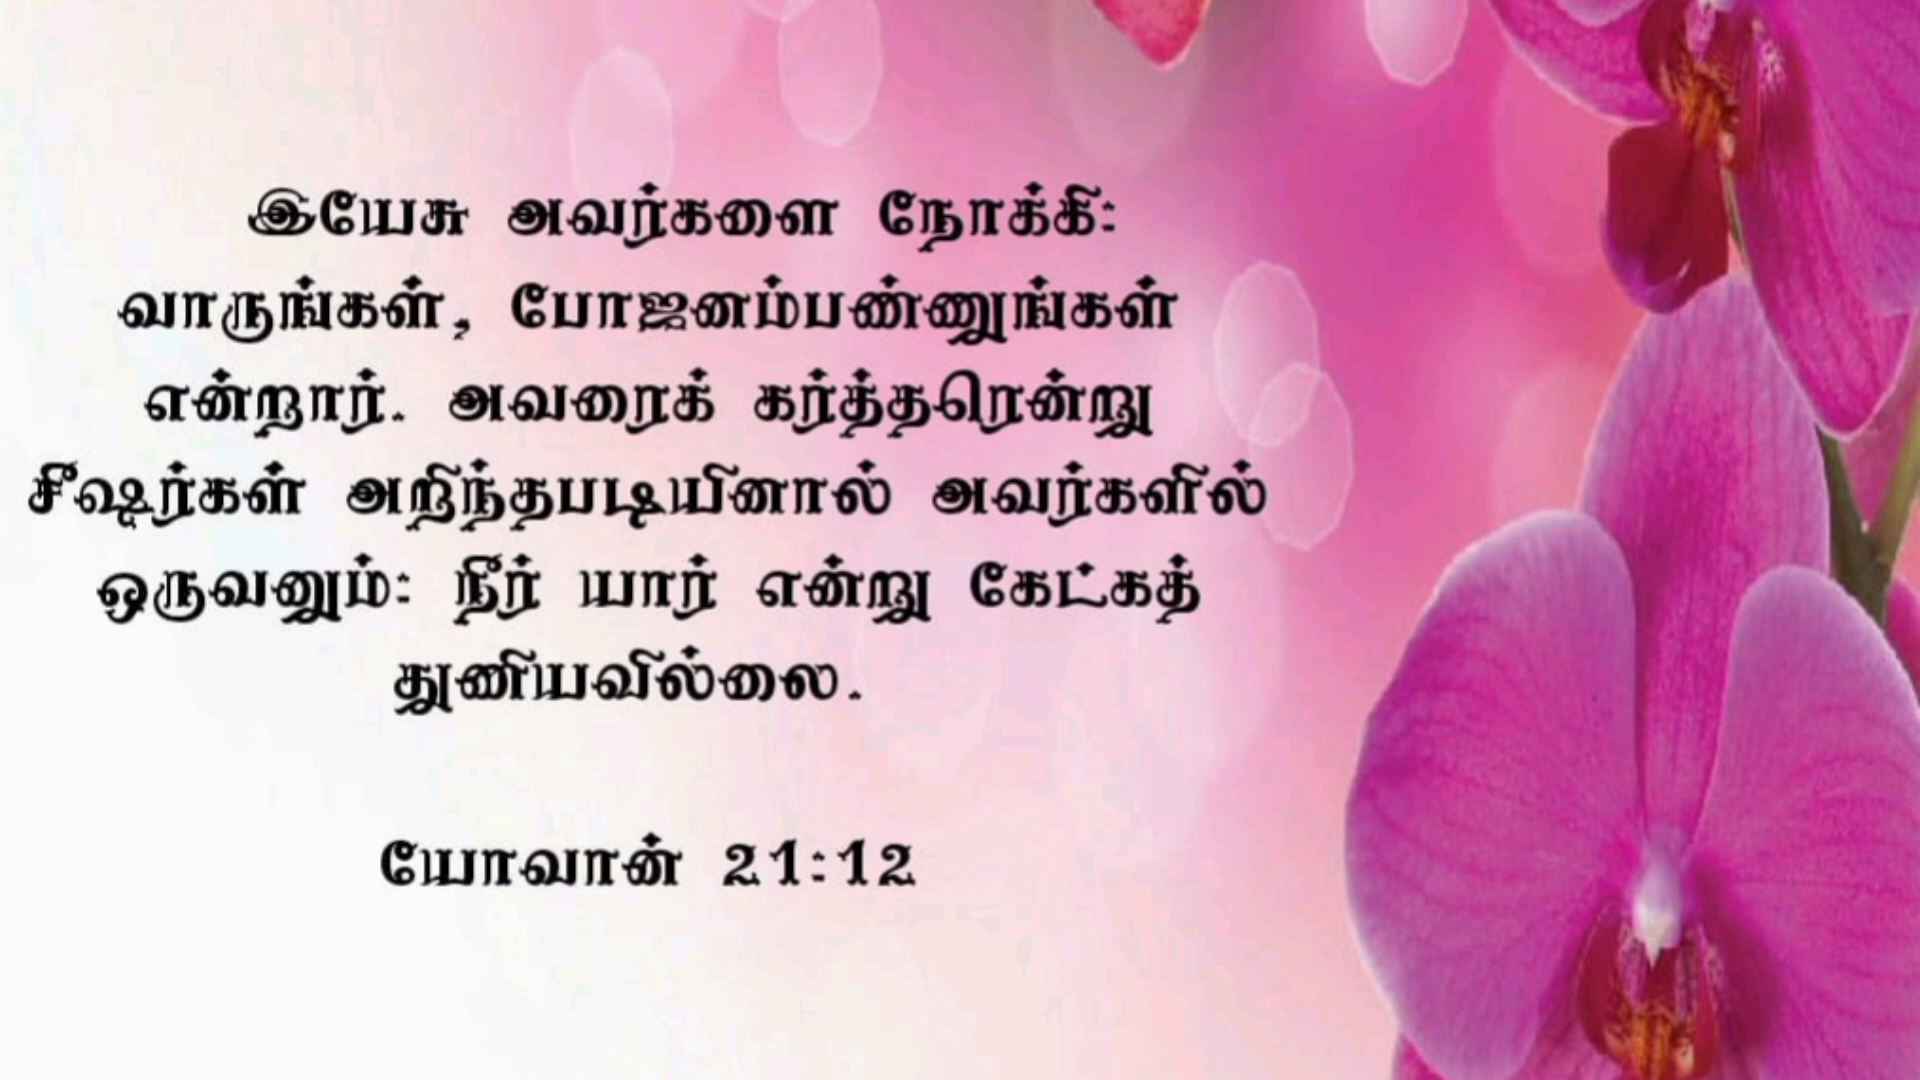 இயேசு அவர்களை நோக்கி:
வாருங்கள், போஜனம்பண்ணுங்கள்
என்றார். அவரைக் கர்த்தரென்று
சீஷர்கள் அறிந்தபடியினால் அவர்களில்
ஒருவனும்: நீர் யார் என்று கேட்கத்
துணியவில்லை.
யோவான் 21:12